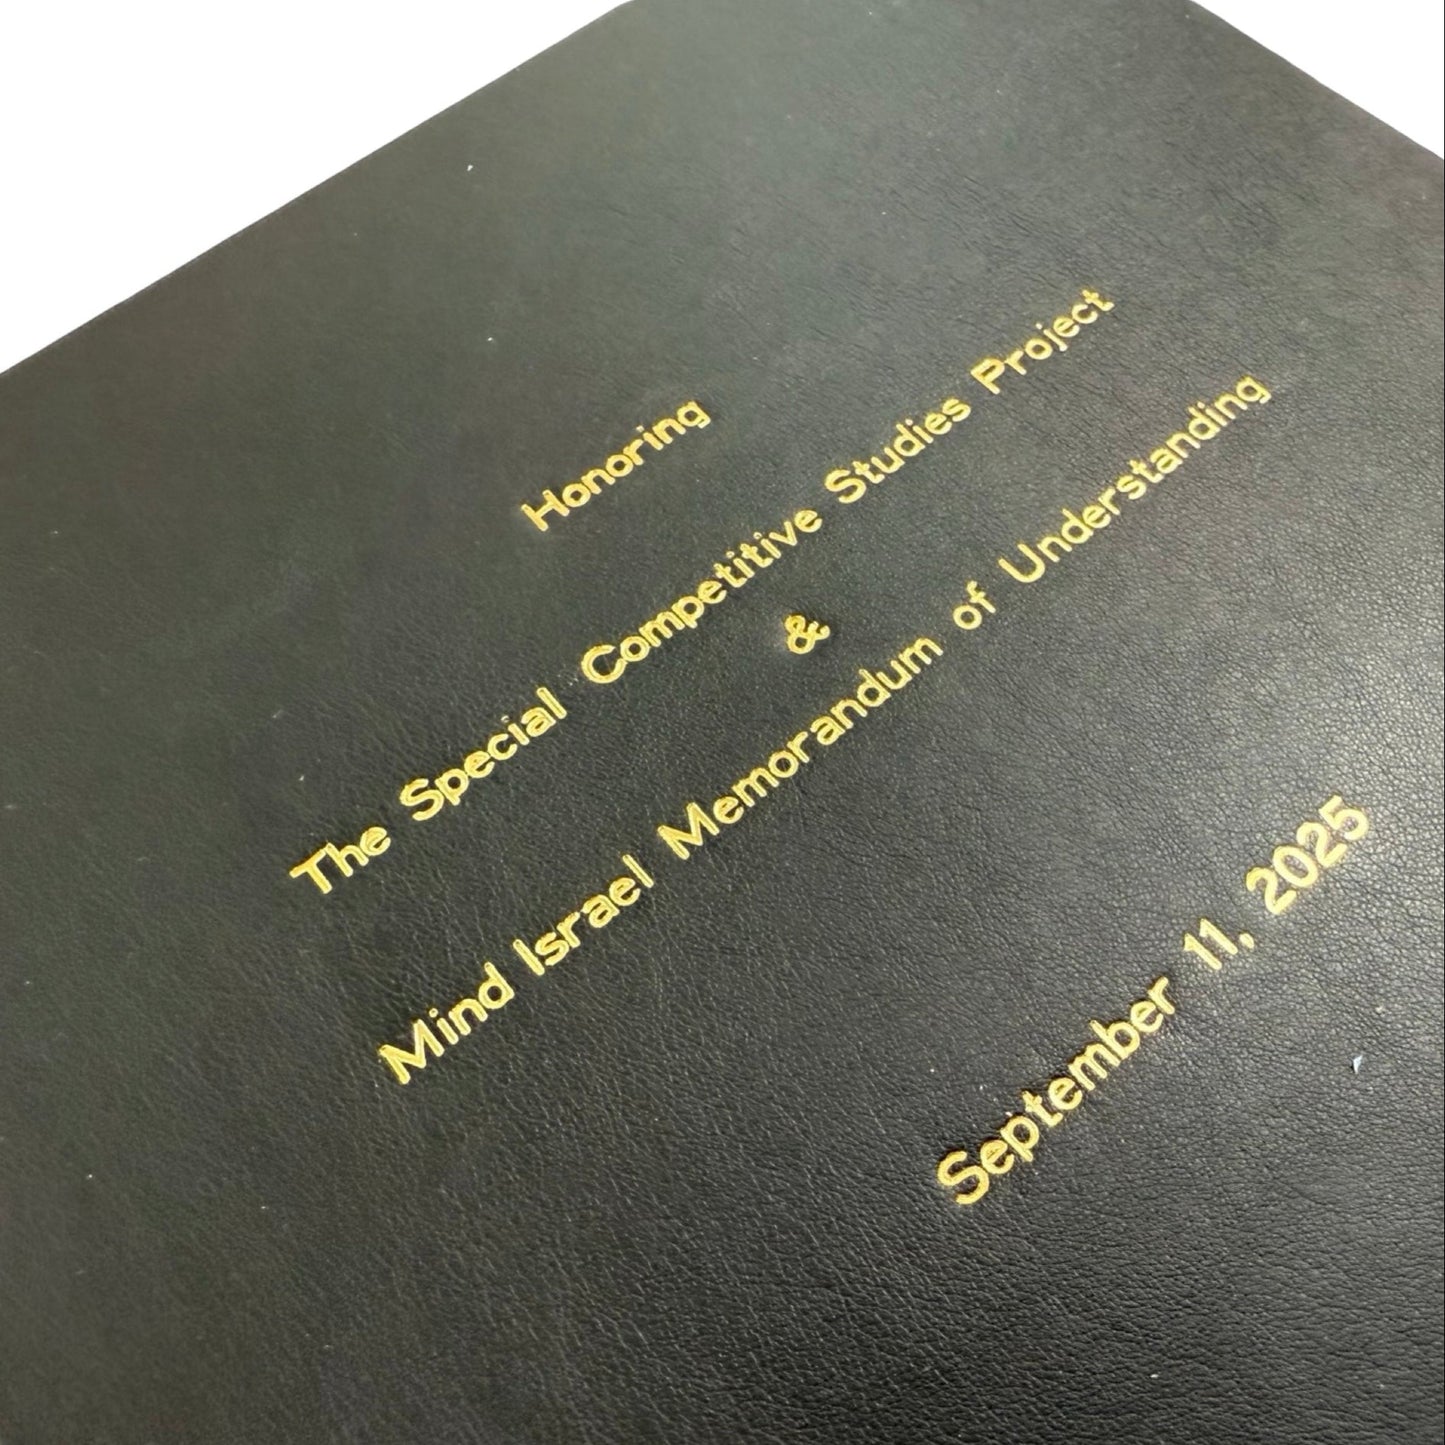 Honoring
The Special Competitive Studies Project
&
Mind Israel Memorandum of Understanding
September 11, 2025